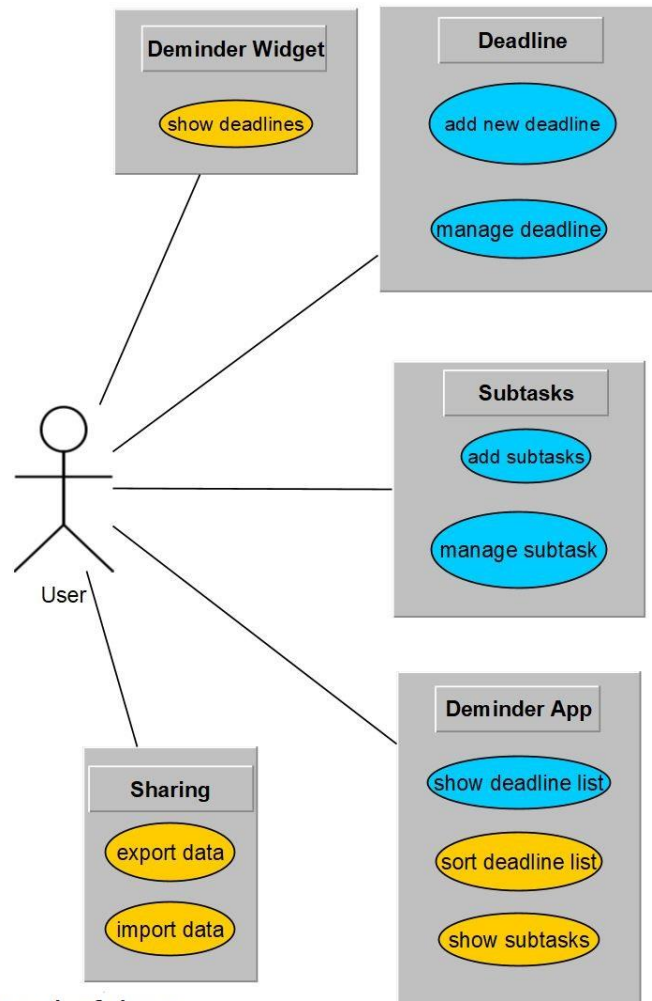 Deminder Widget
show deadlines
Deadline
add new deadline
manage deadline
Subtasks
add subtasks
manage subtask
User
Deminder App
show deadline list
sort deadline list
show subtasks
Sharing
export data
import data